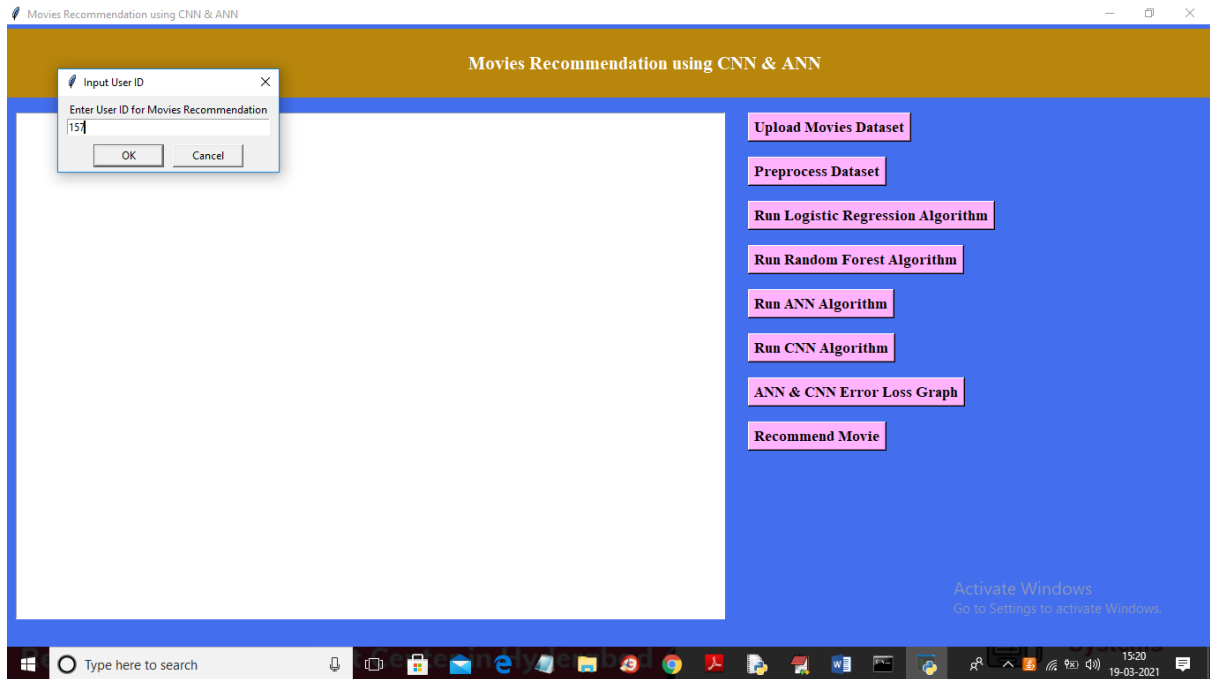 Movies Recommendation using CNN & ANN
Movies Recommendation using CNN & ANN
Input User ID
Enter User ID for Movies Recommendation
157
OK
Cancel
Upload Movies Dataset
Preprocess Dataset
Run Logistic Regression Algorithm
Run Random Forest Algorithm
Run ANN Algorithm
Run CNN Algorithm
ANN & CNN Error Loss Graph
Recommend Movie
Activate Windows
Go to Settings to activate Windows.
Type here to search
15:20
19-03-2021